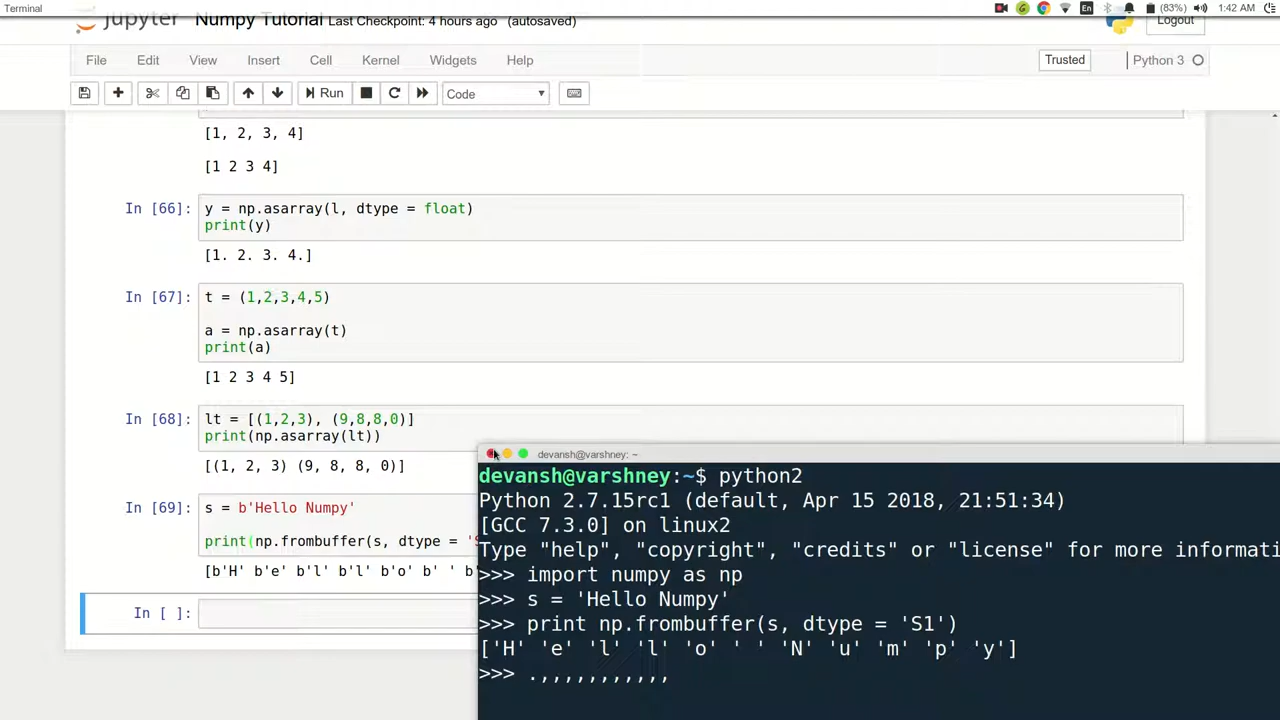 Terminal
(83%) 1:42 AM
En
jupyter Numpy Tutorial Last Checkpoint: 4 hours ago (autosaved)
Logout
File Edit View Insert Cell Kernel Widgets Help
Trusted
Python 3
Run
Code
[1, 2, 3, 4]
[1 2 3 4]
In [66]: y = np.asarray(l, dtype = float)
print(y)
[1. 2. 3. 4.]
In [67]: t = (1,2,3,4,5)
a = np.asarray(t)
print(a)
[1 2 3 4 5]
In [68]: lt = [(1,2,3), (9,8,8,0)]
print(np.asarray(lt))
[(1, 2, 3) (9, 8, 8, 0)]
In [69]: s = b'Hello Numpy'
print(np.frombuffer(s, dtype = 'S
[b'H' b'e' b'l' b'l' b'o' b' ' b'
In [ ]:
devansh@varshney: ~
devansh@varshney:~$ python2
Python 2.7.15rc1 (default, Apr 15 2018, 21:51:34)
[GCC 7.3.0] on linux2
Type "help", "copyright", "credits" or "license" for more informati
>>> import numpy as np
>>> s = 'Hello Numpy'
>>> print np.frombuffer(s, dtype = 'S1')
['H' 'e' 'l' 'l' 'o' ' ' 'N' 'u' 'm' 'p' 'y']
>>> .,,,,,,,,,,,